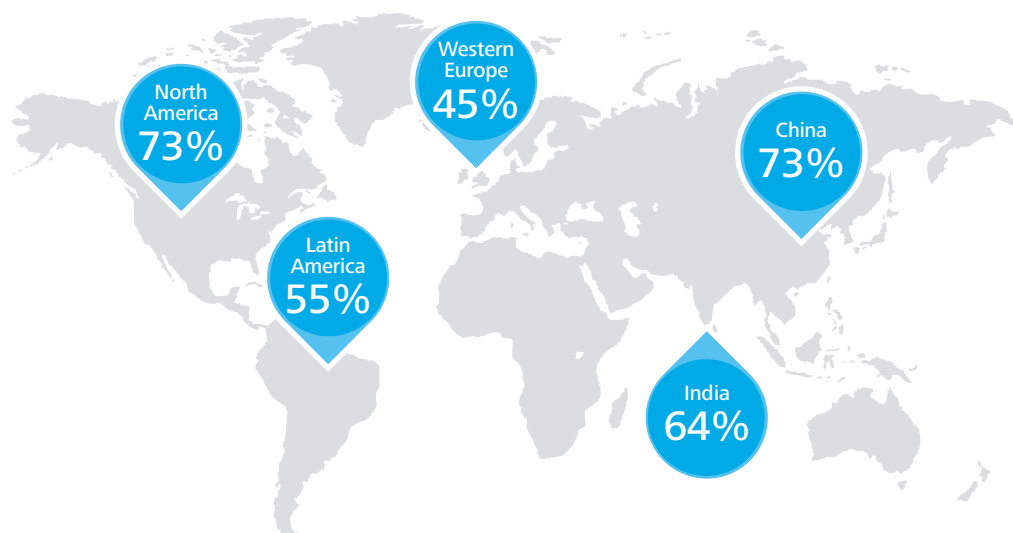 North
America
73%
Western
Europe
45%
China
73%
Latin
America
55%
India
64%